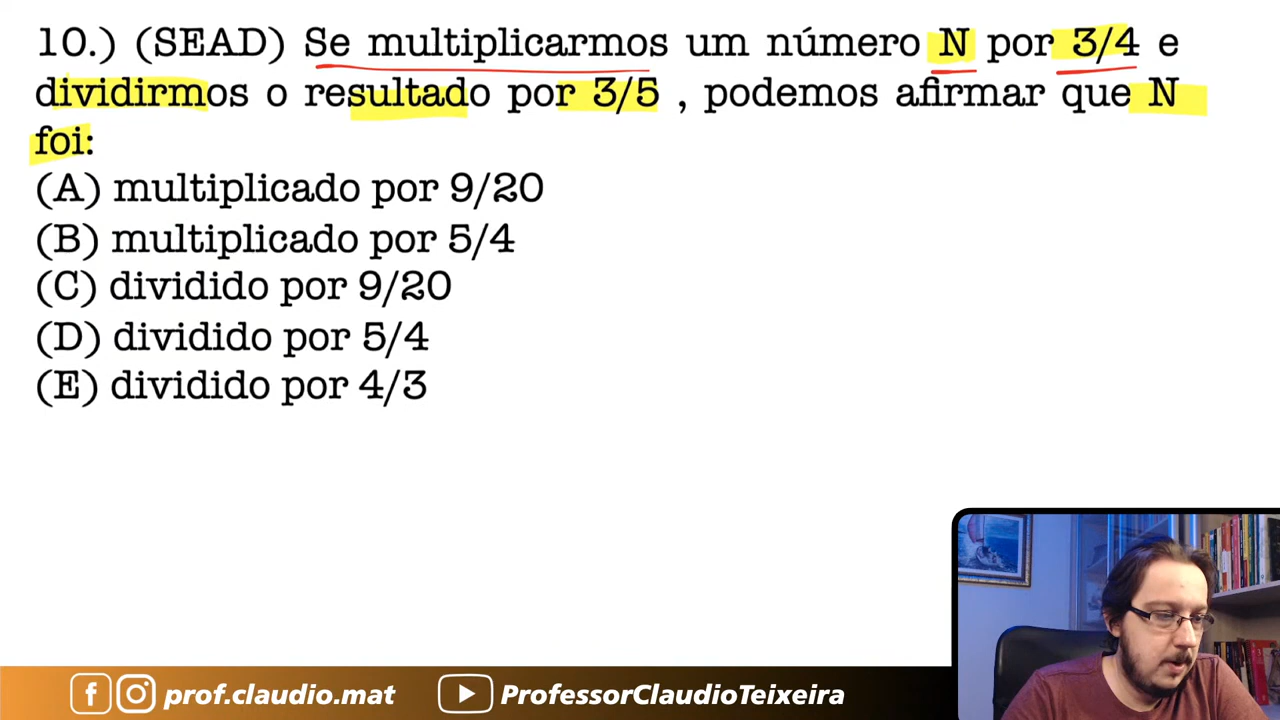 10.) (SEAD) Se multiplicarmos um número N por 3/4 e
dividirmos o resultado por 3/5 , podemos afirmar que N
foi:
(A) multiplicado por 9/20
(B) multiplicado por 5/4
(C) dividido por 9/20
(D) dividido por 5/4
(E) dividido por 4/3
prof.claudio.mat
ProfessorClaudioTeixeira